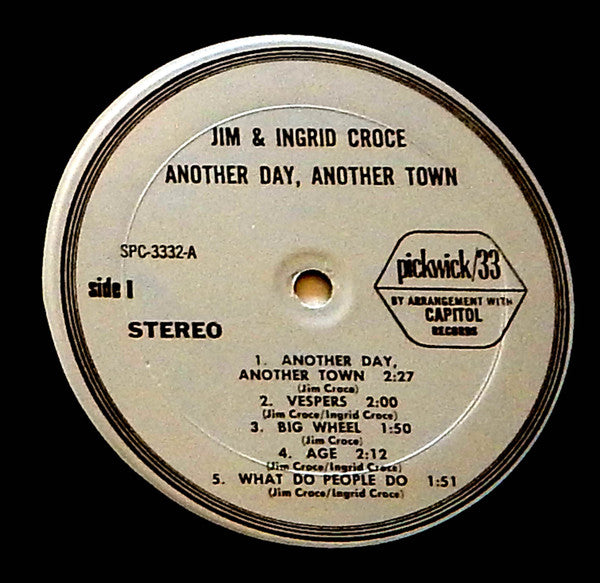 JIM & INGRID CROCE
ANOTHER DAY, ANOTHER TOWN
SPC-3332-A
side 1
STEREO
pickwick/33
BY ARRANGEMENT WITH
CAPITOL
RECORDS
1. ANOTHER DAY,
ANOTHER TOWN 2:27
(Jim Croce)
2. VESPERS 2:00
(Jim Croce/Ingrid Croce)
3. BIG WHEEL 1:50
(Jim Croce)
4. AGE 2:12
(Jim Croce/Ingrid Croce)
5. WHAT DO PEOPLE DO 1:51
(Jim Croce/Ingrid Croce)